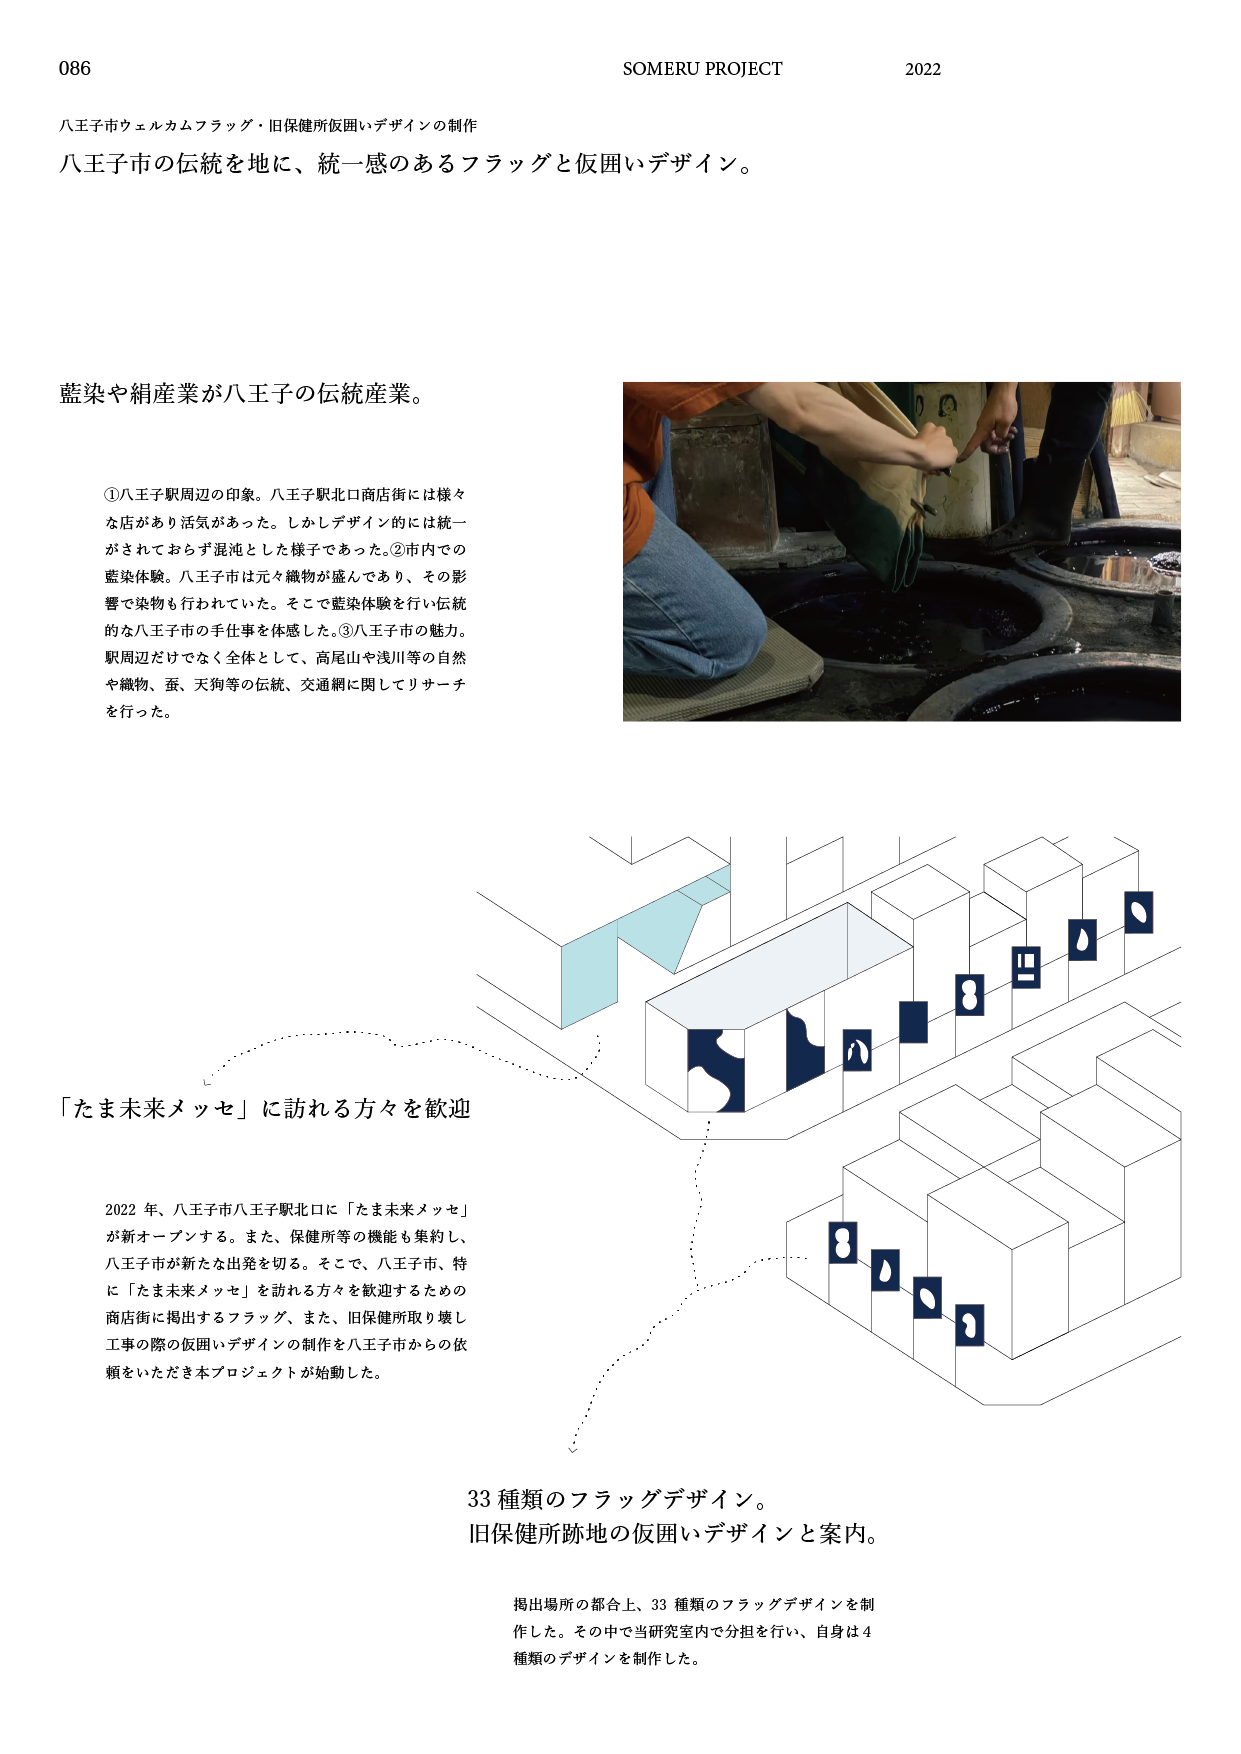 086
SOMERU PROJECT
2022
八王子市ウェルカムフラッグ・旧保健所仮囲いデザインの制作
八王子市の伝統を地に、統一感のあるフラッグと仮囲いデザイン。
藍染や絹産業が八王子の伝統産業。
①八王子駅周辺の印象。八王子駅北口商店街には様々
な店があり活気があった。しかしデザイン的には統一
がされておらず混沌とした様子であった。②市内での
藍染体験。八王子市は元々織物が盛んであり、その影
響で染物も行われていた。そこで藍染体験を行い伝統
的な八王子市の手仕事を体感した。③八王子市の魅力。
駅周辺だけでなく全体として、高尾山や浅川等の自然
や織物、蚕、天狗等の伝統、交通網に関してリサーチ
を行った。
「たま未来メッセ」に訪れる方々を歓迎
2022 年、八王子市八王子駅北口に「たま未来メッセ」
が新オープンする。また、保健所等の機能も集約し、
八王子市が新たな出発を切る。そこで、八王子市、特
に「たま未来メッセ」を訪れる方々を歓迎するための
商店街に掲出するフラッグ、また、旧保健所取り壊し
工事の際の仮囲いデザインの制作を八王子市からの依
頼をいただき本プロジェクトが始動した。
33 種類のフラッグデザイン。
旧保健所跡地の仮囲いデザインと案内。
掲出場所の都合上、33 種類のフラッグデザインを制
作した。その中で当研究室内で分担を行い、自身は 4
種類のデザインを制作した。